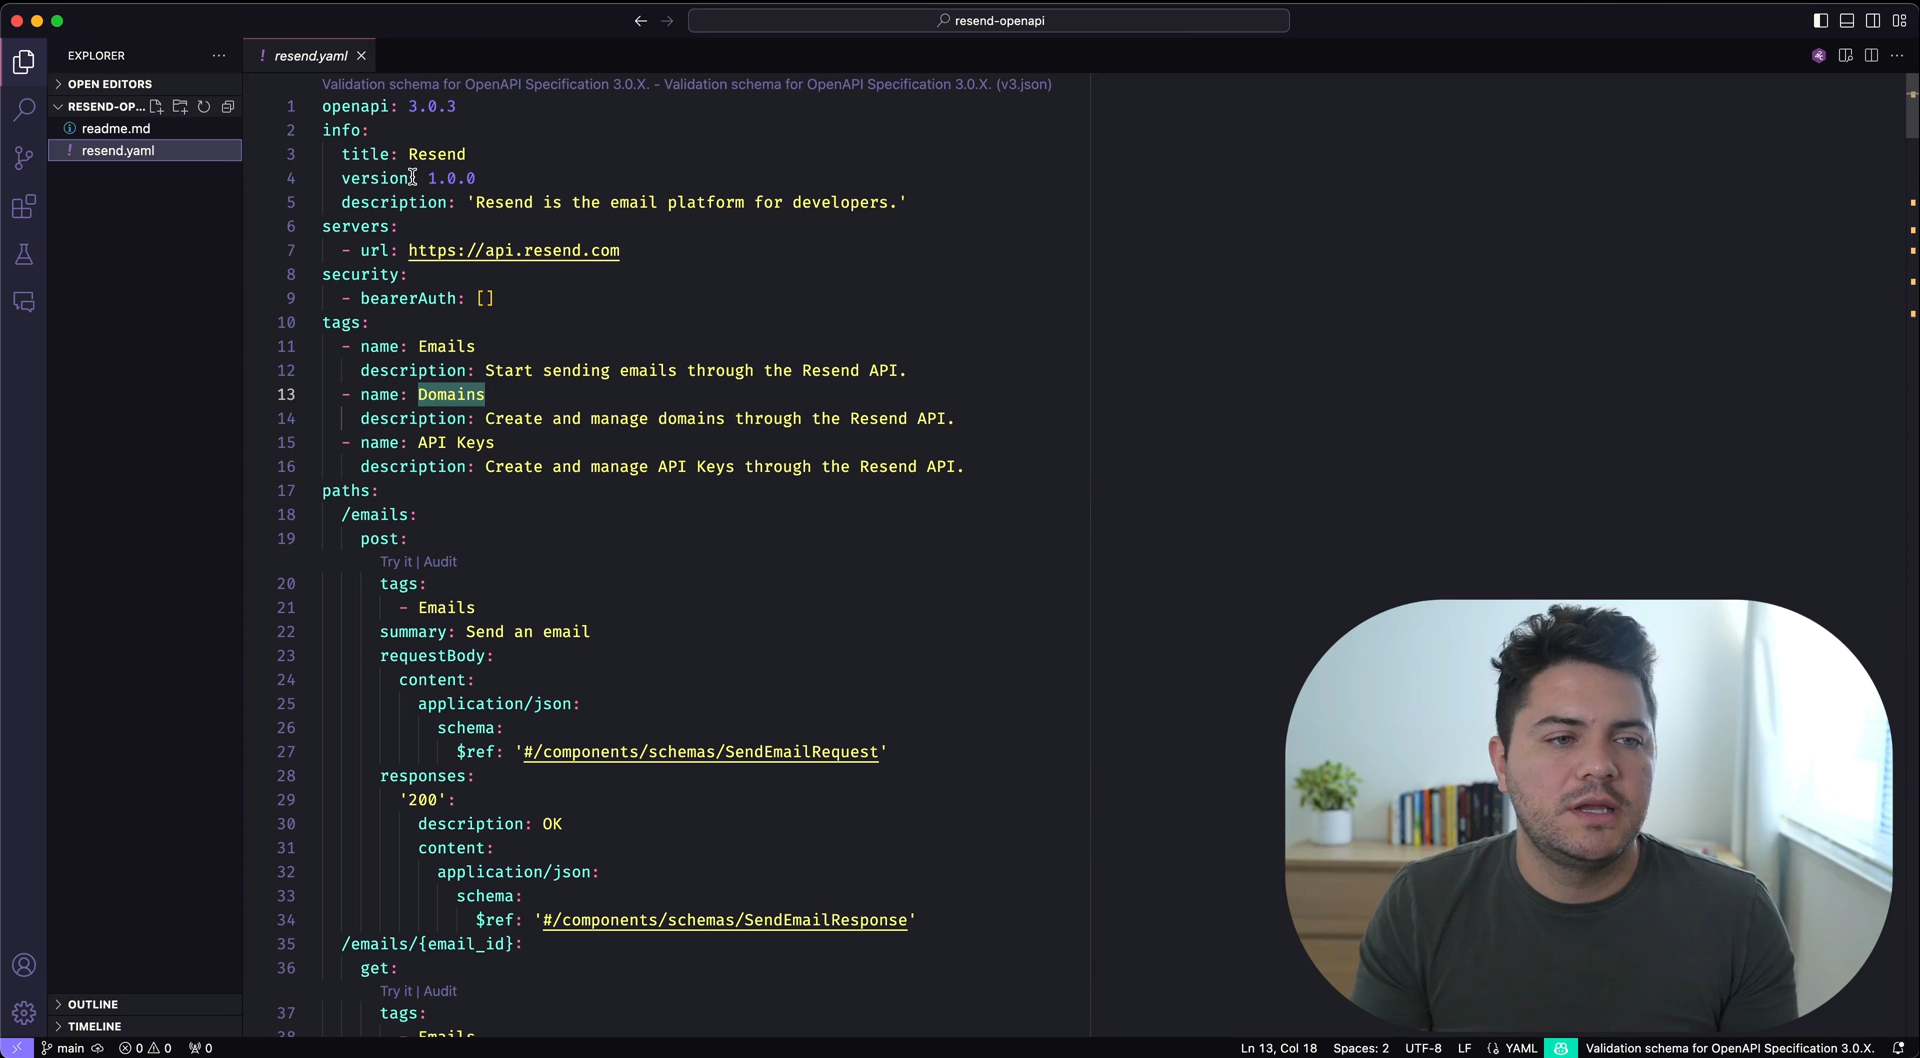 resend-openapi
EXPLORER
OPEN EDITORS
RESEND-OP...
readme.md
! resend.yaml
! resend.yaml
Validation schema for OpenAPI Specification 3.0.X. - Validation schema for OpenAPI Specification 3.0.X. (v3.json)
1 openapi: 3.0.3
2 info:
3 title: Resend
4 version: 1.0.0
5 description: 'Resend is the email platform for developers.'
6 servers:
7 - url: https://api.resend.com
8 security:
9 - bearerAuth: []
10 tags:
11 - name: Emails
12 description: Start sending emails through the Resend API.
13 - name: Domains
14 description: Create and manage domains through the Resend API.
15 - name: API Keys
16 description: Create and manage API Keys through the Resend API.
17 paths:
18 /emails:
19 post:
Try it | Audit
20 tags:
21 - Emails
22 summary: Send an email
23 requestBody:
24 content:
25 application/json:
26 schema:
27 $ref: '#/components/schemas/SendEmailRequest'
28 responses:
29 '200':
30 description: OK
31 content:
32 application/json:
33 schema:
34 $ref: '#/components/schemas/SendEmailResponse'
35 /emails/{email_id}:
36 get:
Try it | Audit
37 tags:
38 - Emails
OUTLINE
TIMELINE
main 0 0 0 Ln 13, Col 18 Spaces: 2 UTF-8 LF {} YAML Validation schema for OpenAPI Specification 3.0.X.